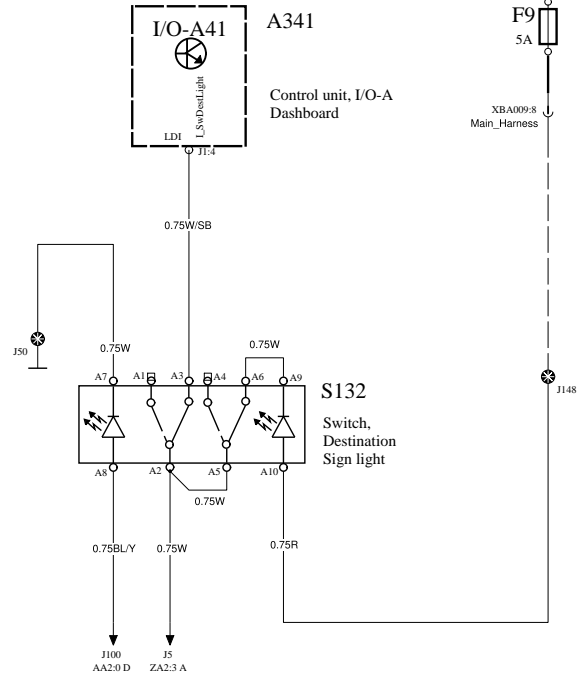 I/O-A41
A341
F9
5A
I_SwDestLight
Control unit, I/O-A
Dashboard
XBA009:8
Main_Harness
LDI
J1:4
0.75W/SB
J50
0.75W
0.75W
A7
A1
A3
A4
A6
A9
S132
J148
Switch,
Destination
Sign light
A8
A2
A5
A10
0.75W
0.75BL/Y
0.75W
0.75R
J100
AA2:0 D
J5
ZA2:3 A